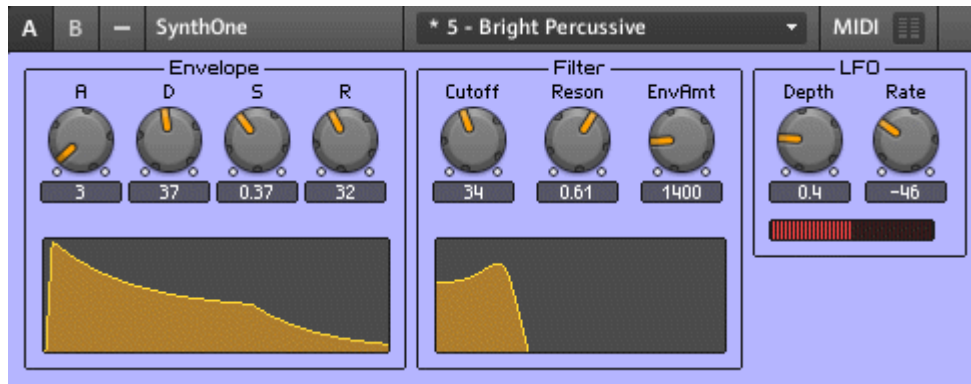 A B – SynthOne * 5 - Bright Percussive MIDI
Envelope
A D S R
3 37 0.37 32
Filter
Cutoff Reson EnvAmt
34 0.61 1400
LFO
Depth Rate
0.4 -46